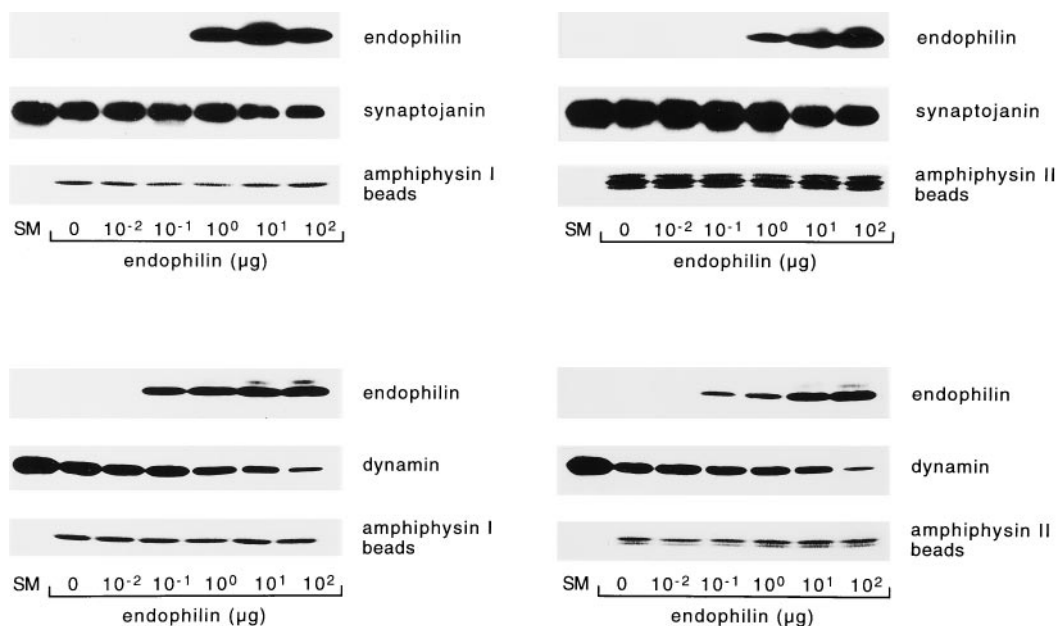 endophilin
synaptojanin
amphiphysin I
beads
SM 0 10⁻² 10⁻¹ 10⁰ 10¹ 10²
endophilin (µg)
endophilin
synaptojanin
amphiphysin II
beads
SM 0 10⁻² 10⁻¹ 10⁰ 10¹ 10²
endophilin (µg)
endophilin
dynamin
amphiphysin I
beads
SM 0 10⁻² 10⁻¹ 10⁰ 10¹ 10²
endophilin (µg)
endophilin
dynamin
amphiphysin II
beads
SM 0 10⁻² 10⁻¹ 10⁰ 10¹ 10²
endophilin (µg)